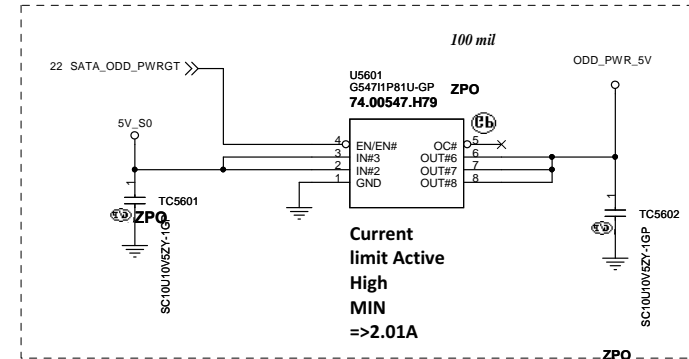 100 mil
22 SATA_ODD_PWRGT
ODD_PWR_5V
U5601
G547I1P81U-GP
ZPO
74.00547.H79
5V_S0
4 EN/EN# OC# 5
3 IN#3 OUT#6 6
2 IN#2 OUT#7 7
1 GND OUT#8 8
1
TC5601
ZPO
SC10U10V5ZY-1GP
1
TC5602
SC10U10V5ZY-1GP
Current
limit Active
High
MIN
=>2.01A
ZPO